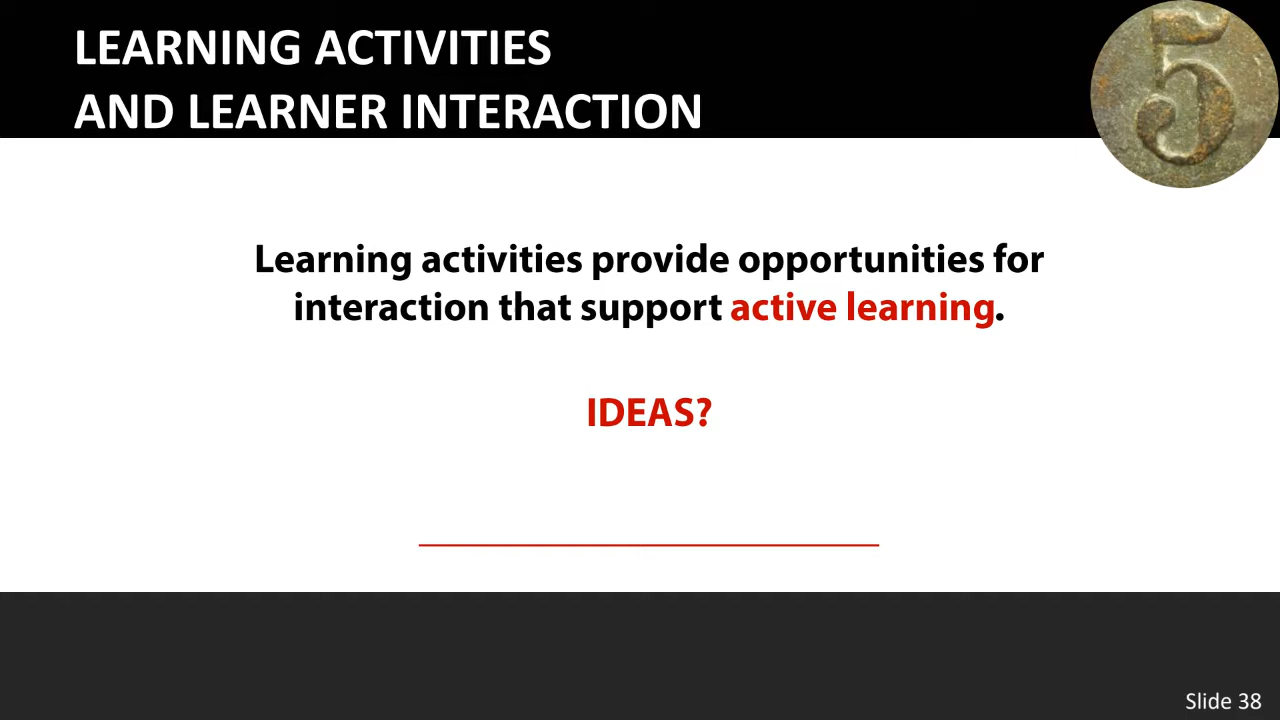 LEARNING ACTIVITIES
AND LEARNER INTERACTION
5
Learning activities provide opportunities for
interaction that support active learning.
IDEAS?
Slide 38